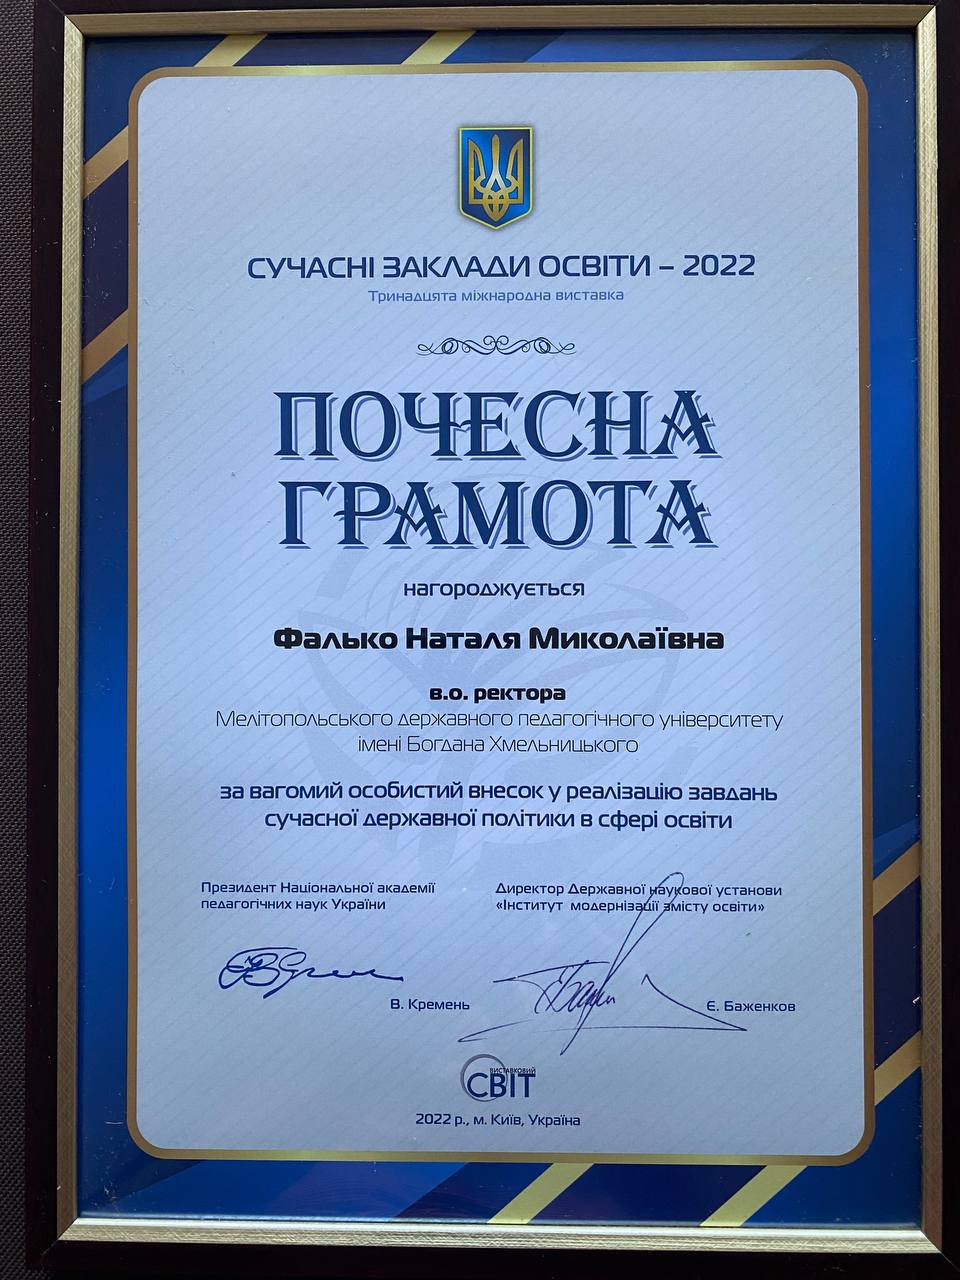 СУЧАСНІ ЗАКЛАДИ ОСВІТИ – 2022
Тринадцята міжнародна виставка
ПОЧЕСНА
ГРАМОТА
нагороджується
Фалько Наталя Миколаївна
в.о. ректора
Мелітопольського державного педагогічного університету
імені Богдана Хмельницького
за вагомий особистий внесок у реалізацію завдань
сучасної державної політики в сфері освіти
Президент Національної академії
педагогічних наук України
В. Кремень
Директор Державної наукової установи
«Інститут модернізації змісту освіти»
Є. Баженков
ВИСТАВКОВИЙ
СВІТ
2022 р., м. Київ, Україна